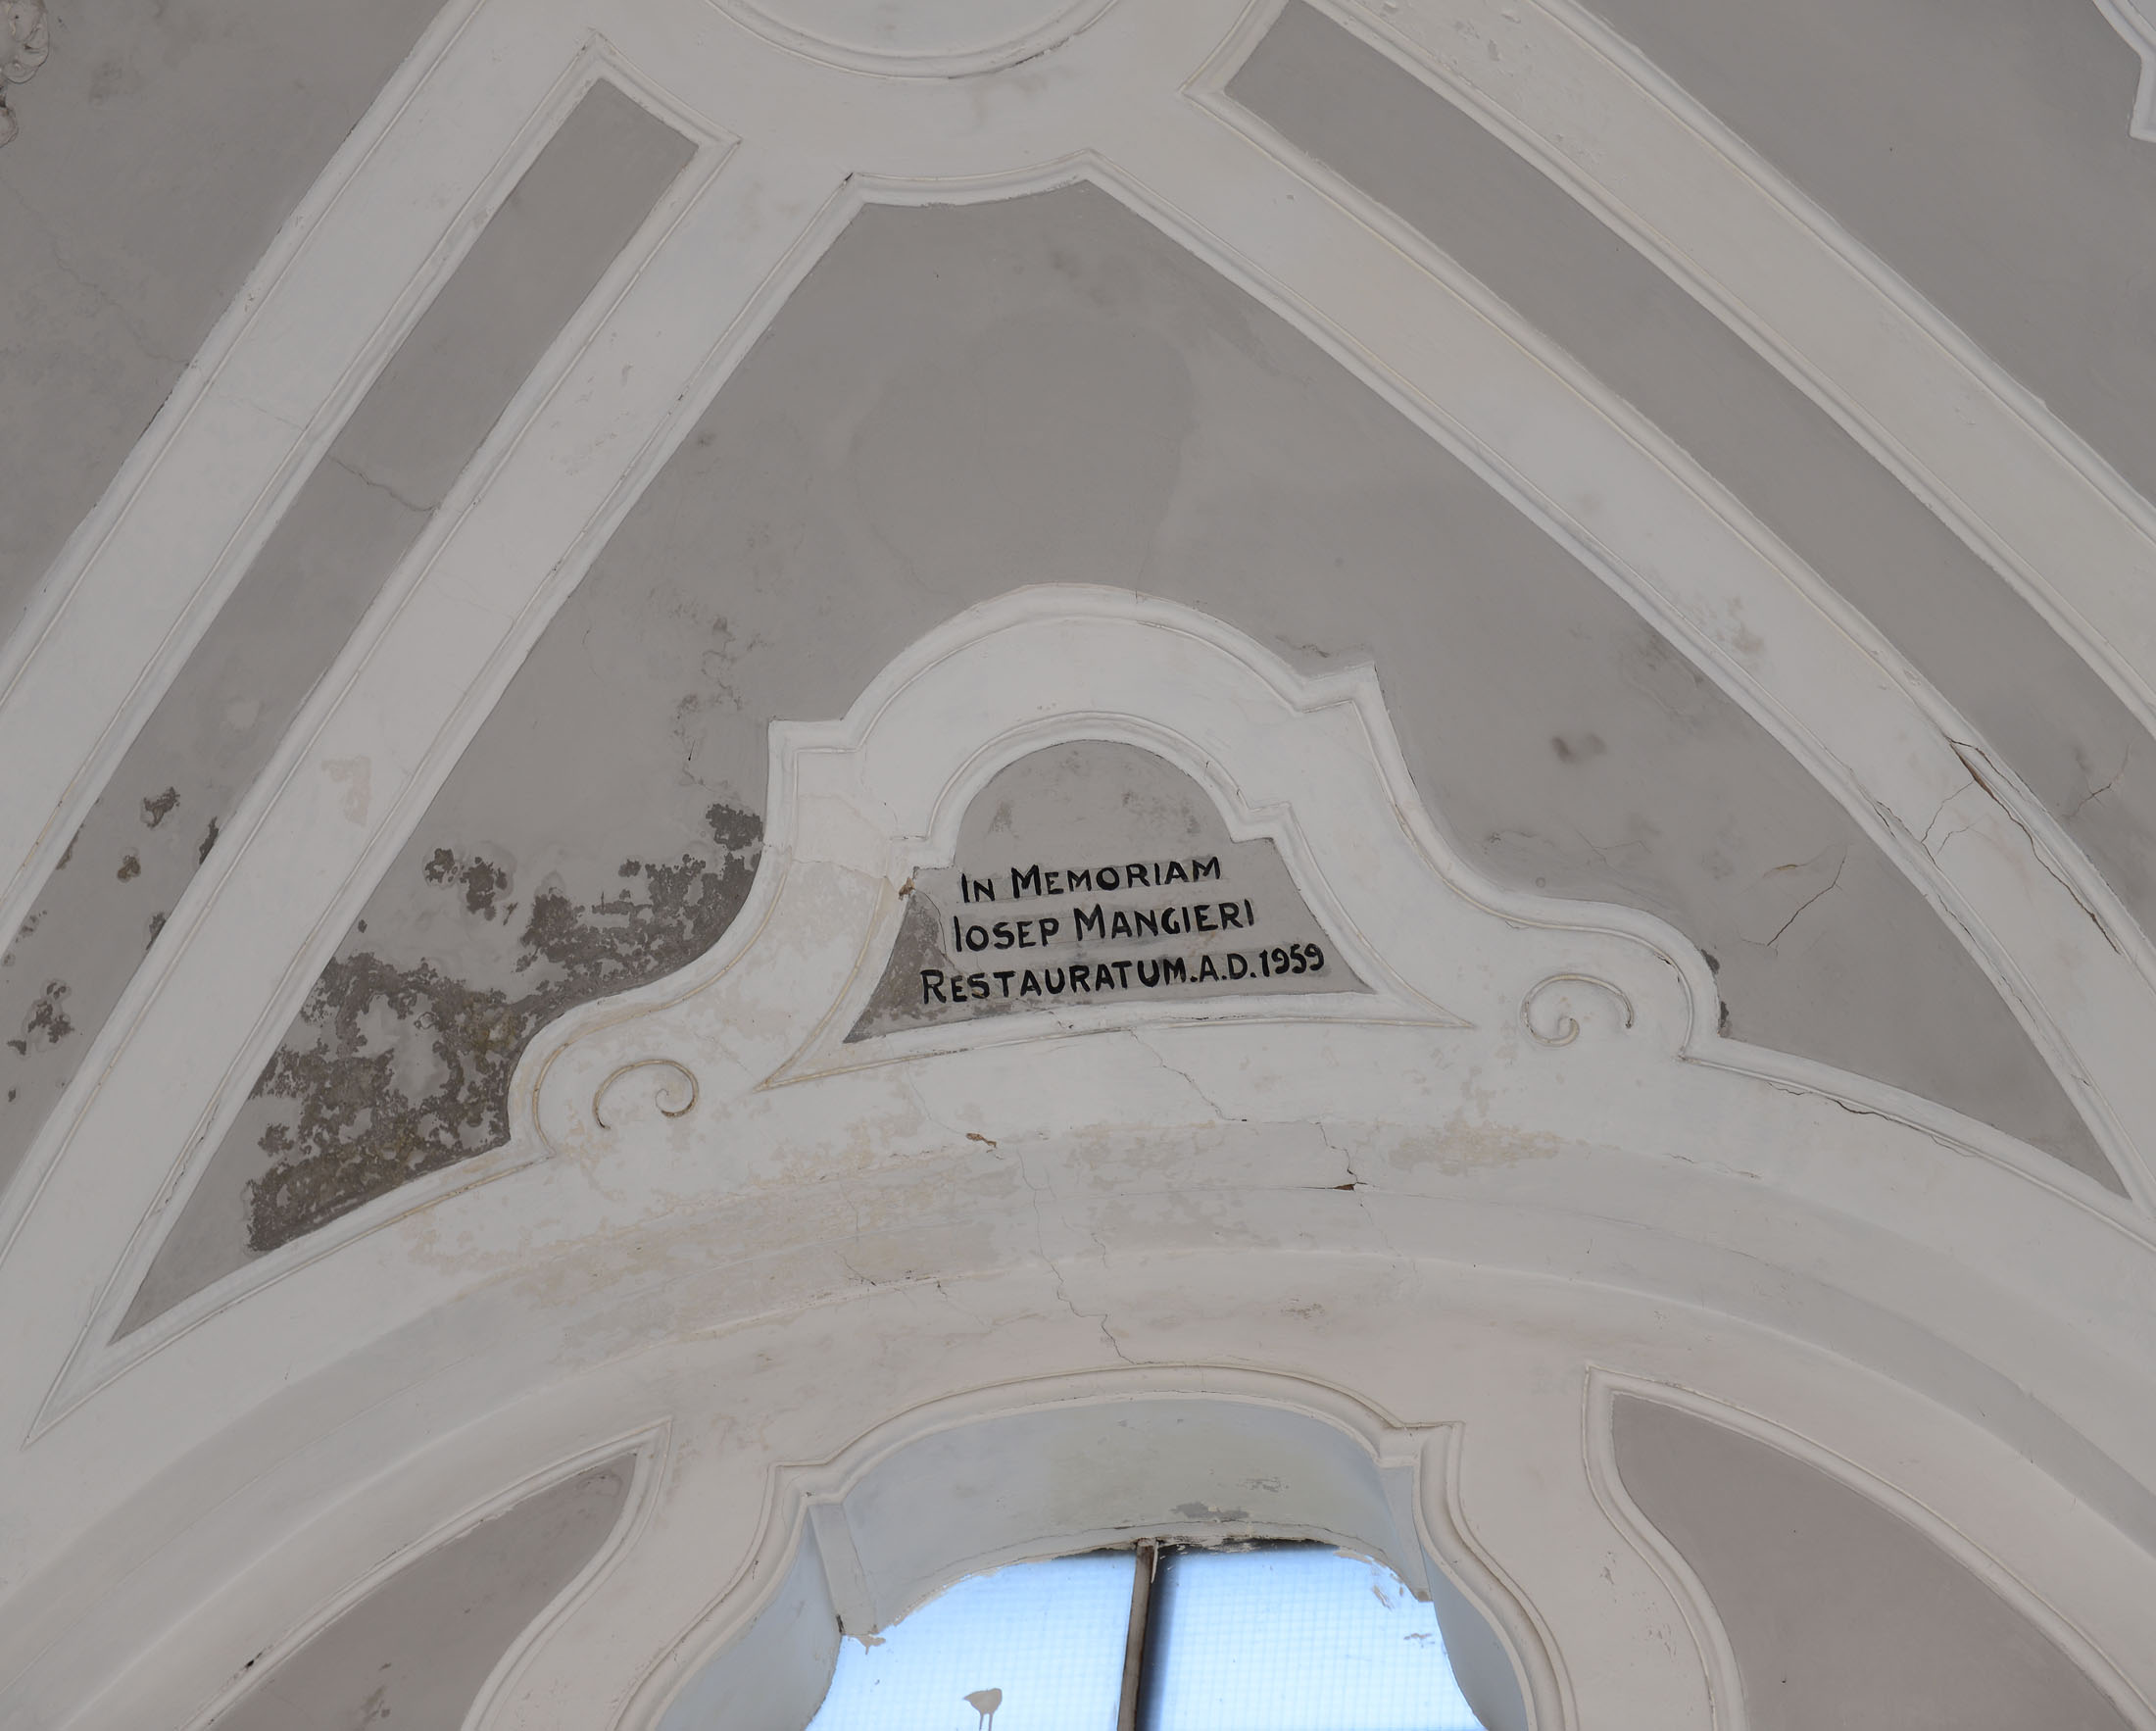 IN MEMORIAM
IOSEP MANGIERI
RESTAURATUM.A.D.1959